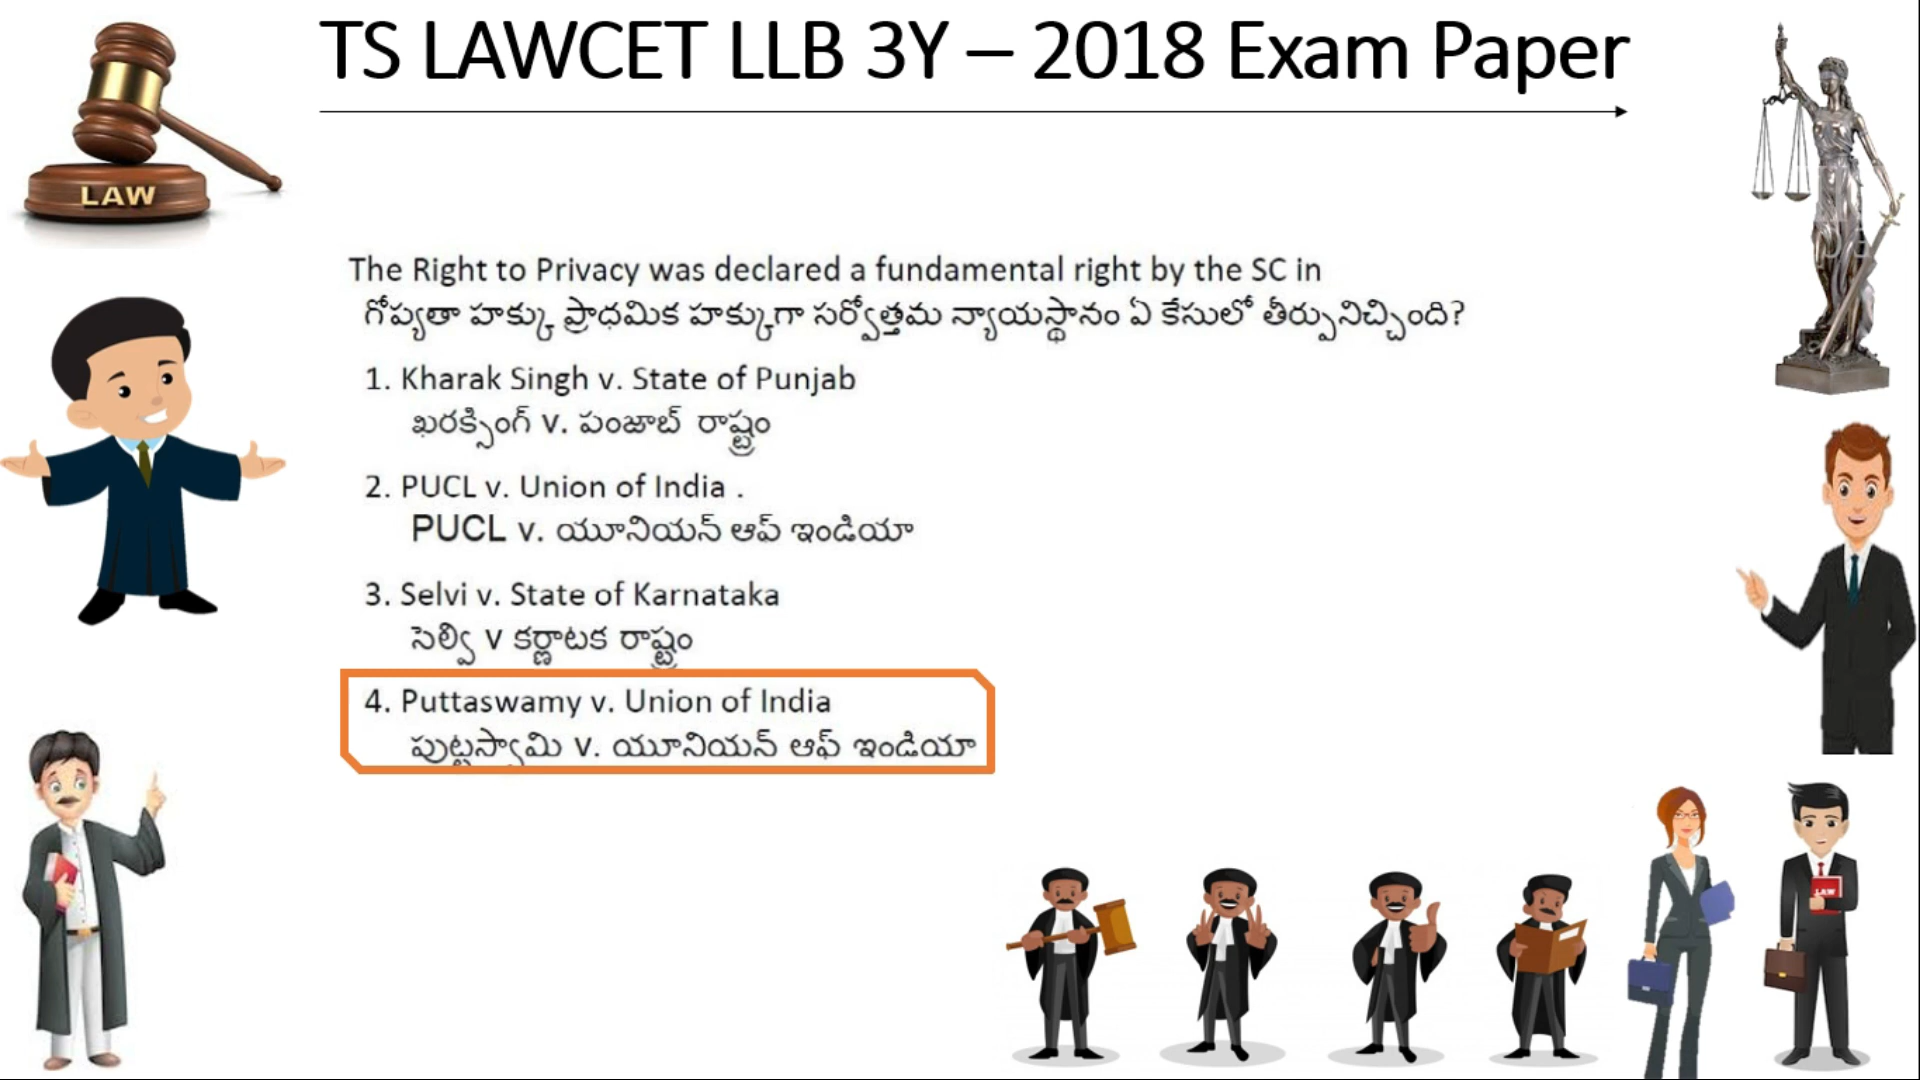 TS LAWCET LLB 3Y – 2018 Exam Paper
LAW
The Right to Privacy was declared a fundamental right by the SC in
గోప్యతా హక్కు ప్రాధమిక హక్కుగా సర్వోత్తమ న్యాయస్థానం ఏ కేసులో తీర్పునిచ్చింది?
1. Kharak Singh v. State of Punjab
ఖరక్సింగ్ v. పంజాబ్ రాష్ట్రం
2. PUCL v. Union of India .
PUCL v. యూనియన్ ఆప్ ఇండియా
3. Selvi v. State of Karnataka
సెల్వి v కర్ణాటక రాష్ట్రం
4. Puttaswamy v. Union of India
పుట్టస్వామి v. యూనియన్ ఆఫ్ ఇండియా
LAW